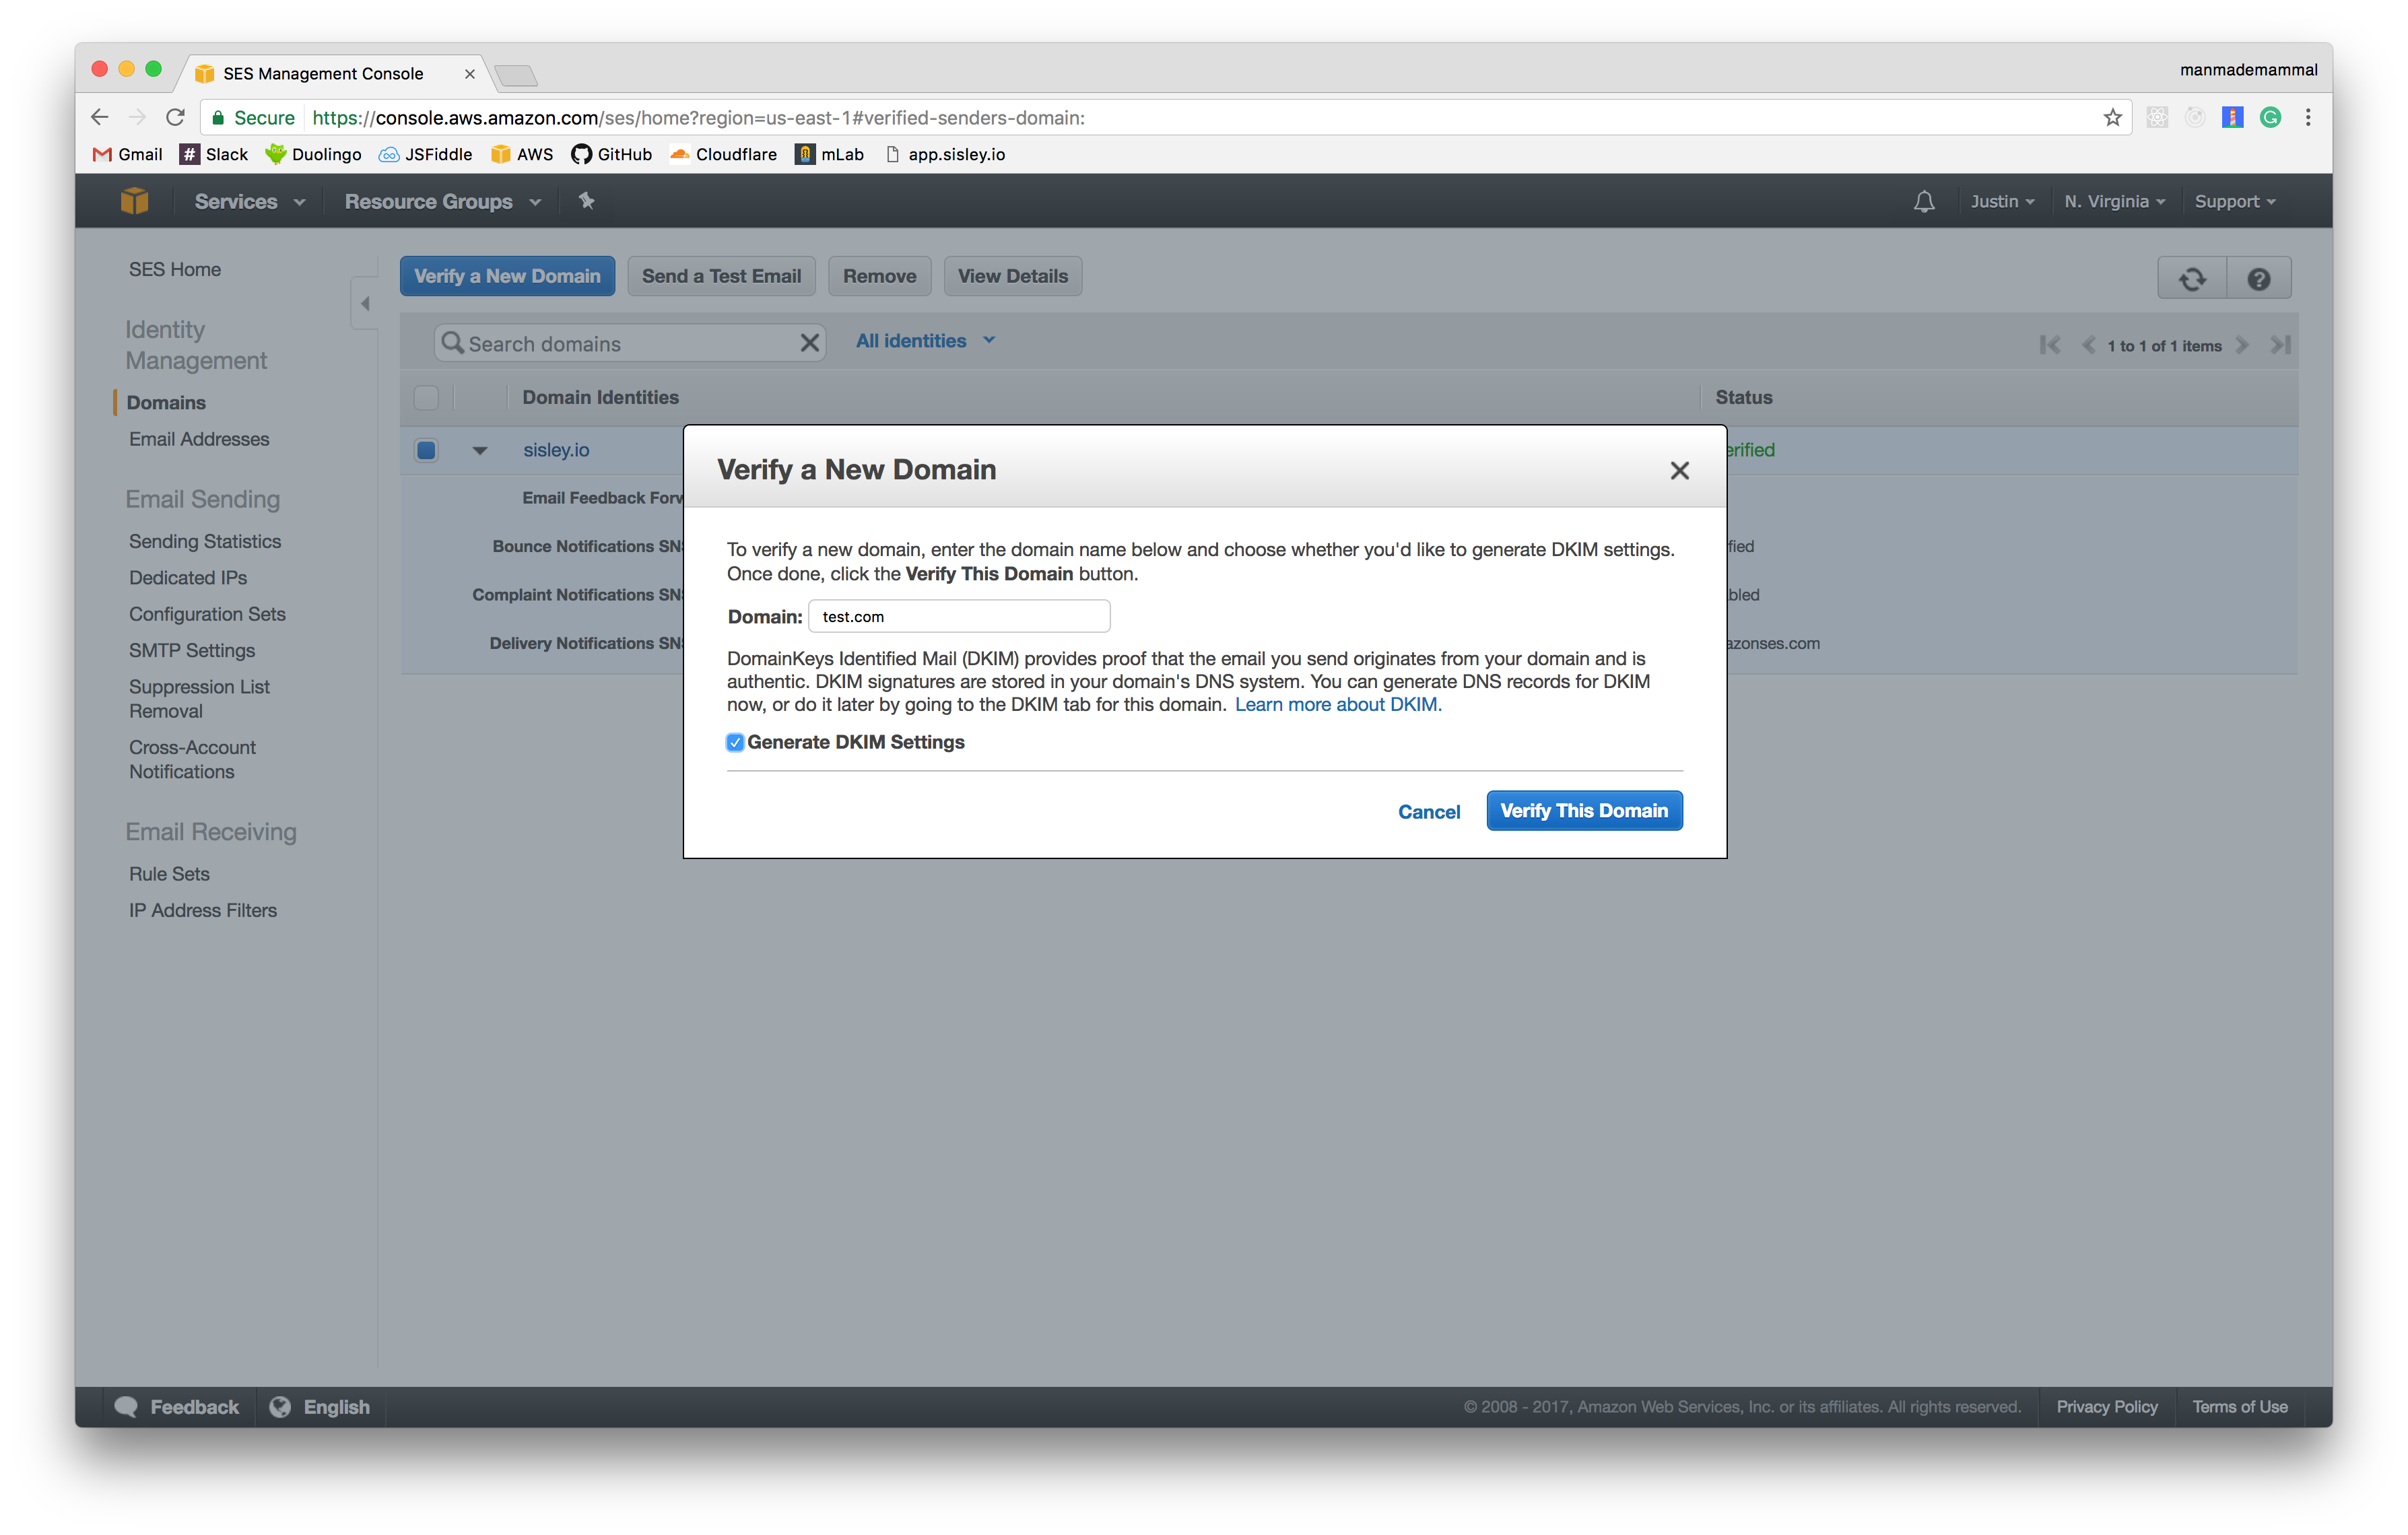 SES Management Console
manmademammal
Secure https://console.aws.amazon.com/ses/home?region=us-east-1#verified-senders-domain:
Gmail Slack Duolingo JSFiddle AWS GitHub Cloudflare mLab app.sisley.io
Services Resource Groups Justin N. Virginia Support
SES Home
Identity
Management
Domains
Email Addresses
Email Sending
Sending Statistics
Dedicated IPs
Configuration Sets
SMTP Settings
Suppression List
Removal
Cross-Account
Notifications
Email Receiving
Rule Sets
IP Address Filters
Verify a New Domain Send a Test Email Remove View Details
Search domains All identities 1 to 1 of 1 items
Domain Identities Status
sisley.io erified
Email Feedback Forw
Bounce Notifications SNS fied
Complaint Notifications SN bled
Delivery Notifications SNS azonses.com
Verify a New Domain
To verify a new domain, enter the domain name below and choose whether you'd like to generate DKIM settings.
Once done, click the Verify This Domain button.
Domain: test.com
DomainKeys Identified Mail (DKIM) provides proof that the email you send originates from your domain and is
authentic. DKIM signatures are stored in your domain's DNS system. You can generate DNS records for DKIM
now, or do it later by going to the DKIM tab for this domain. Learn more about DKIM.
Generate DKIM Settings
Cancel Verify This Domain
Feedback English © 2008 - 2017, Amazon Web Services, Inc. or its affiliates. All rights reserved. Privacy Policy Terms of Use